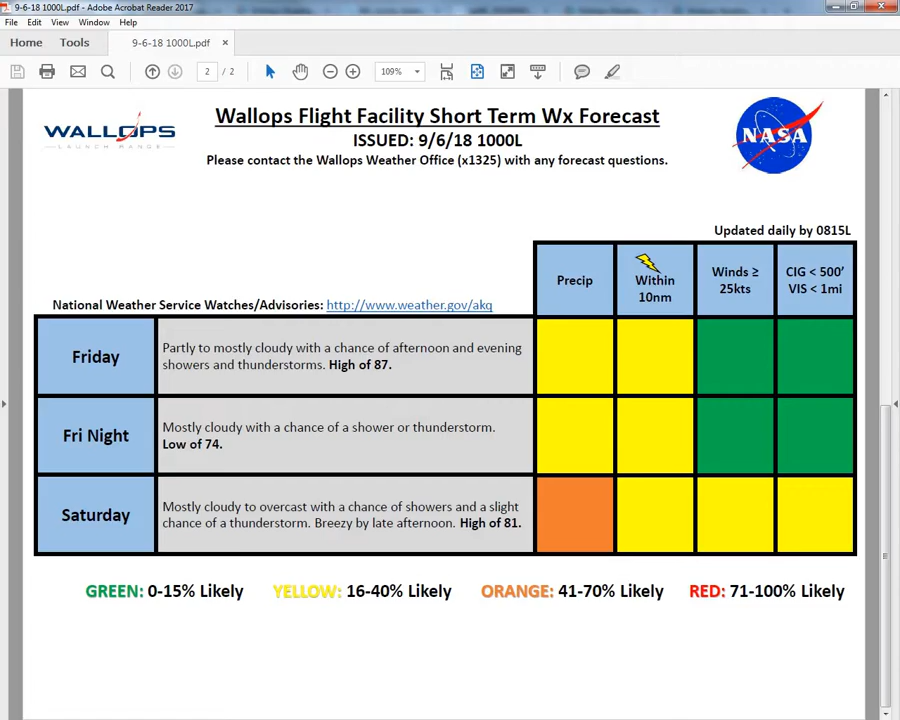 9-6-18 1000L.pdf - Adobe Acrobat Reader 2017
File Edit View Window Help
Home Tools 9-6-18 1000L.pdf ×
2 / 2 109%
WALLOPS
LAUNCH RANGE
Wallops Flight Facility Short Term Wx Forecast
ISSUED: 9/6/18 1000L
Please contact the Wallops Weather Office (x1325) with any forecast questions.
NASA
Updated daily by 0815L
National Weather Service Watches/Advisories: http://www.weather.gov/akq
Precip
Within
10nm
Winds ≥
25kts
CIG < 500’
VIS < 1mi
Friday
Partly to mostly cloudy with a chance of afternoon and evening
showers and thunderstorms. High of 87.
Fri Night
Mostly cloudy with a chance of a shower or thunderstorm.
Low of 74.
Saturday
Mostly cloudy to overcast with a chance of showers and a slight
chance of a thunderstorm. Breezy by late afternoon. High of 81.
GREEN: 0-15% Likely YELLOW: 16-40% Likely ORANGE: 41-70% Likely RED: 71-100% Likely